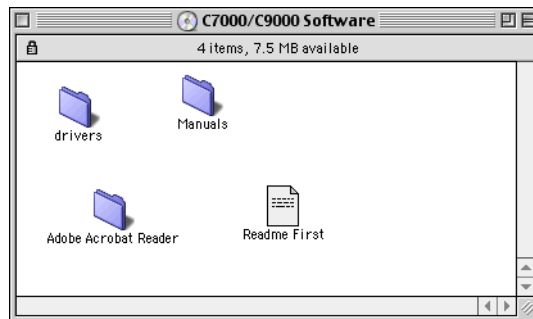 C7000/C9000 Software
4 items, 7.5 MB available
drivers
Manuals
Adobe Acrobat Reader
Readme First